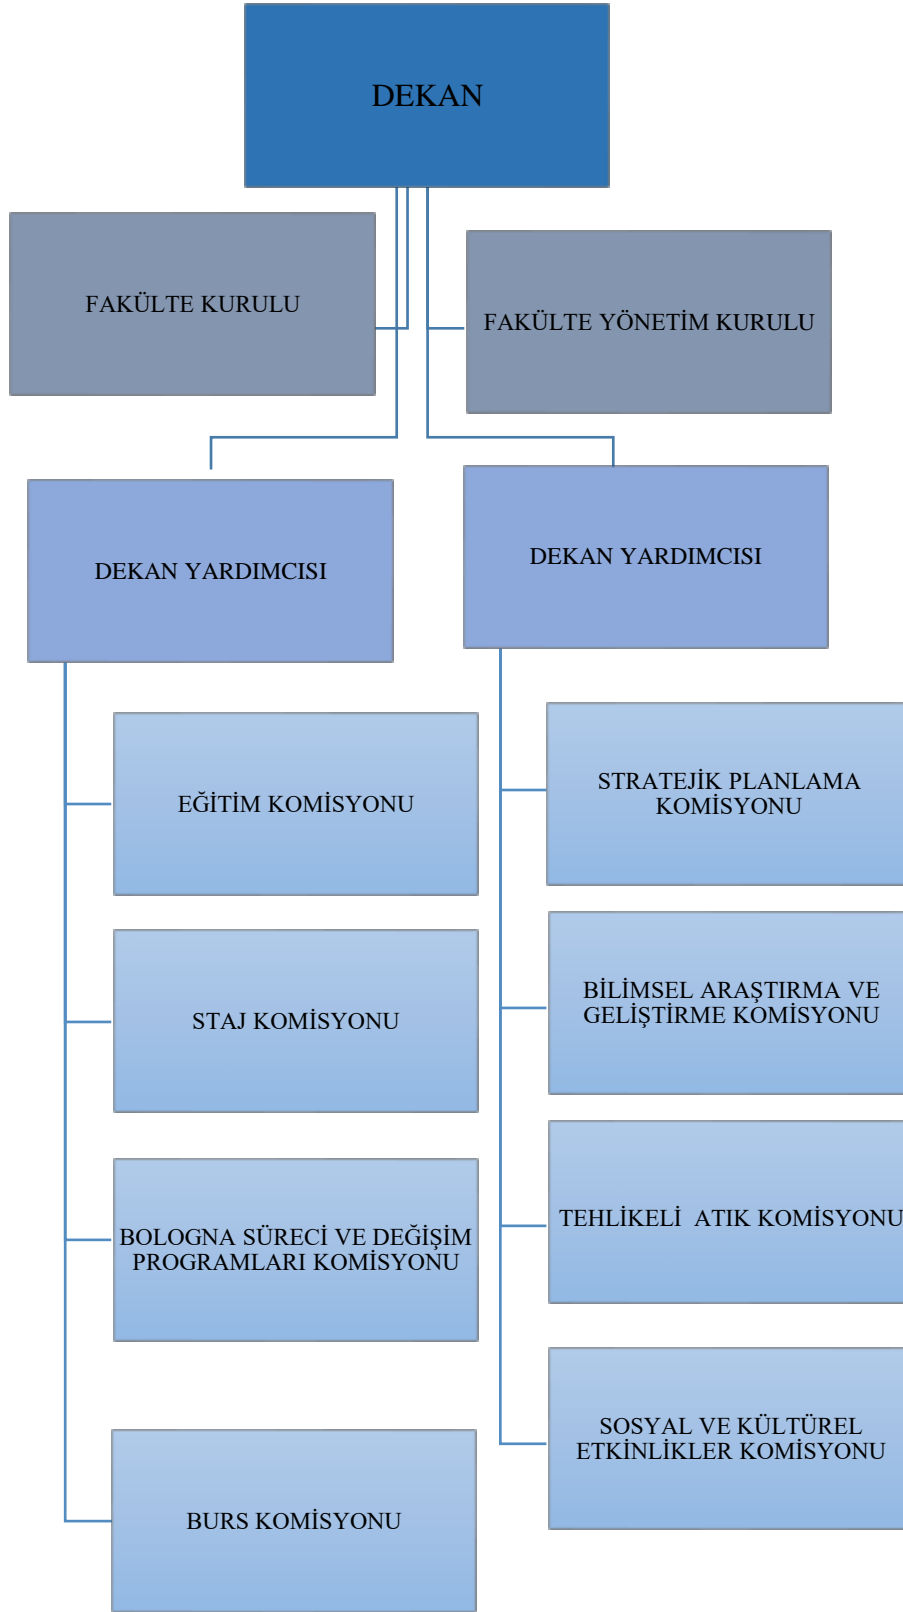 DEKAN
FAKÜLTE KURULU
FAKÜLTE YÖNETİM KURULU
DEKAN YARDIMCISI
DEKAN YARDIMCISI
EĞİTİM KOMİSYONU
STAJ KOMİSYONU
BOLOGNA SÜRECİ VE DEĞİŞİM
PROGRAMLARI KOMİSYONU
BURS KOMİSYONU
STRATEJİK PLANLAMA
KOMİSYONU
BİLİMSEL ARAŞTIRMA VE
GELİŞTİRME KOMİSYONU
TEHLİKELİ  ATIK KOMİSYONU
SOSYAL VE KÜLTÜREL
ETKİNLİKLER KOMİSYONU